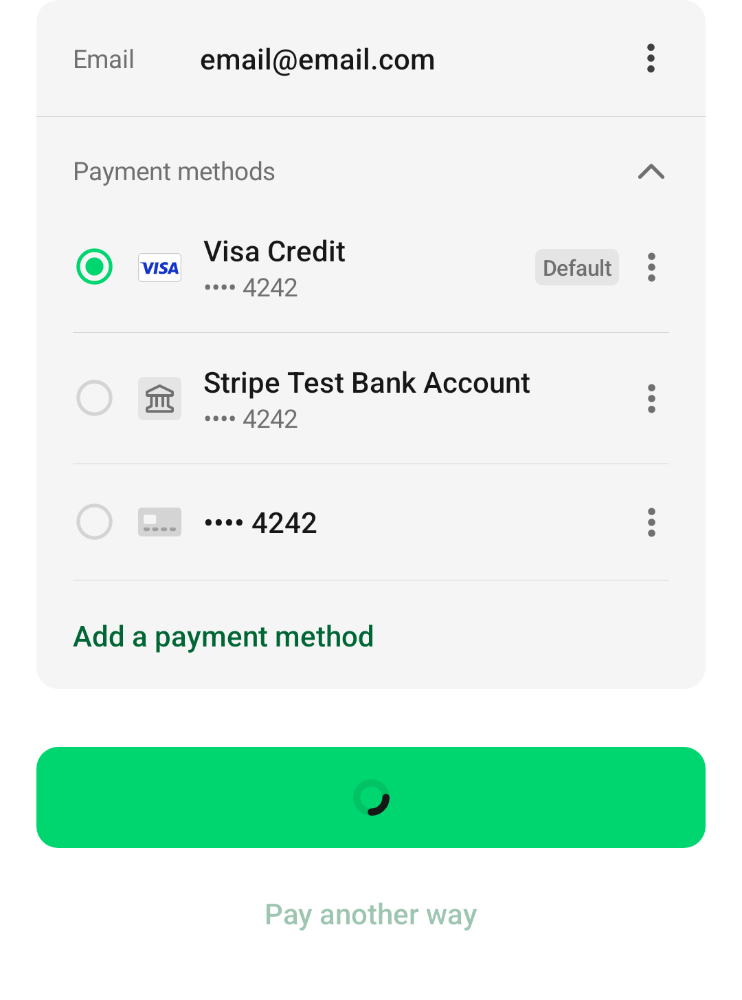 Email email@email.com
Payment methods
VISA Visa Credit Default
•••• 4242
Stripe Test Bank Account
•••• 4242
•••• 4242
Add a payment method
Pay another way